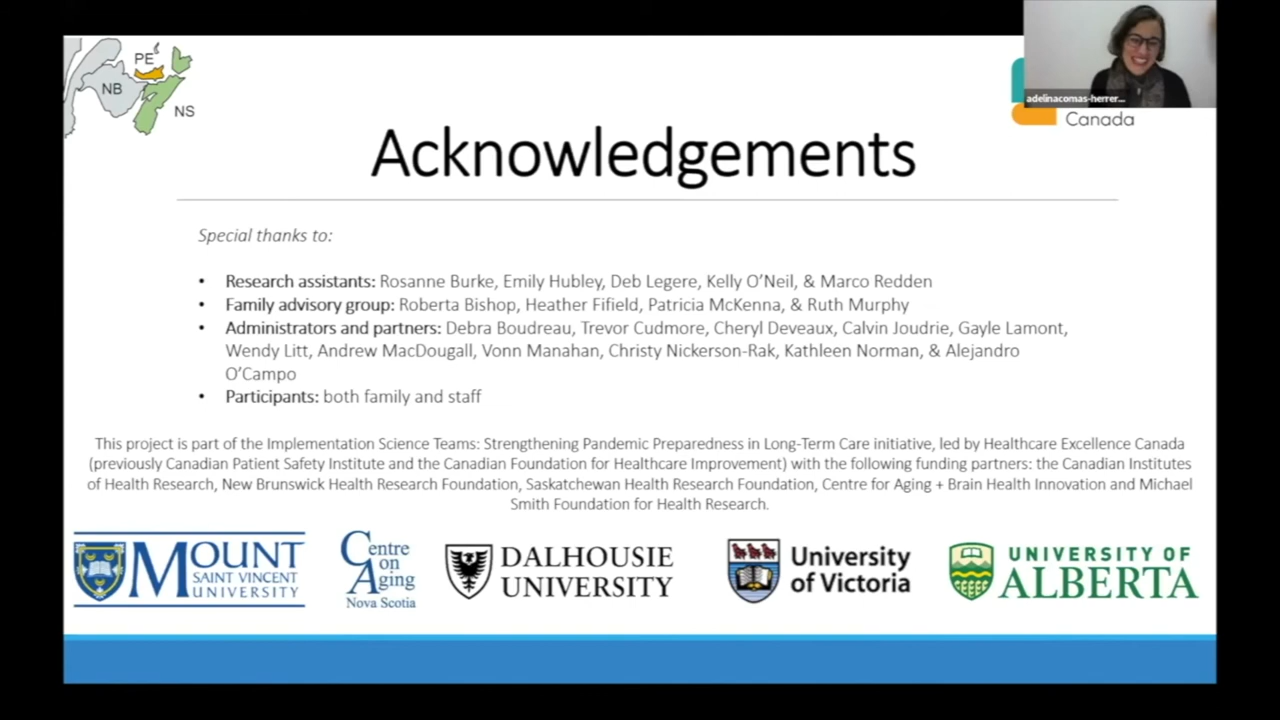 PE
NB
NS
adelinacomas-herrer...
Canada
Acknowledgements
Special thanks to:
• Research assistants: Rosanne Burke, Emily Hubley, Deb Legere, Kelly O'Neil, & Marco Redden
• Family advisory group: Roberta Bishop, Heather Fifield, Patricia McKenna, & Ruth Murphy
• Administrators and partners: Debra Boudreau, Trevor Cudmore, Cheryl Deveaux, Calvin Joudrie, Gayle Lamont,
Wendy Litt, Andrew MacDougall, Vonn Manahan, Christy Nickerson-Rak, Kathleen Norman, & Alejandro
O'Campo
• Participants: both family and staff
This project is part of the Implementation Science Teams: Strengthening Pandemic Preparedness in Long-Term Care initiative, led by Healthcare Excellence Canada
(previously Canadian Patient Safety Institute and the Canadian Foundation for Healthcare Improvement) with the following funding partners: the Canadian Institutes
of Health Research, New Brunswick Health Research Foundation, Saskatchewan Health Research Foundation, Centre for Aging + Brain Health Innovation and Michael
Smith Foundation for Health Research.
MOUNT
SAINT VINCENT
UNIVERSITY
Centre
on
Aging
Nova Scotia
DALHOUSIE
UNIVERSITY
University
of Victoria
UNIVERSITY OF
ALBERTA